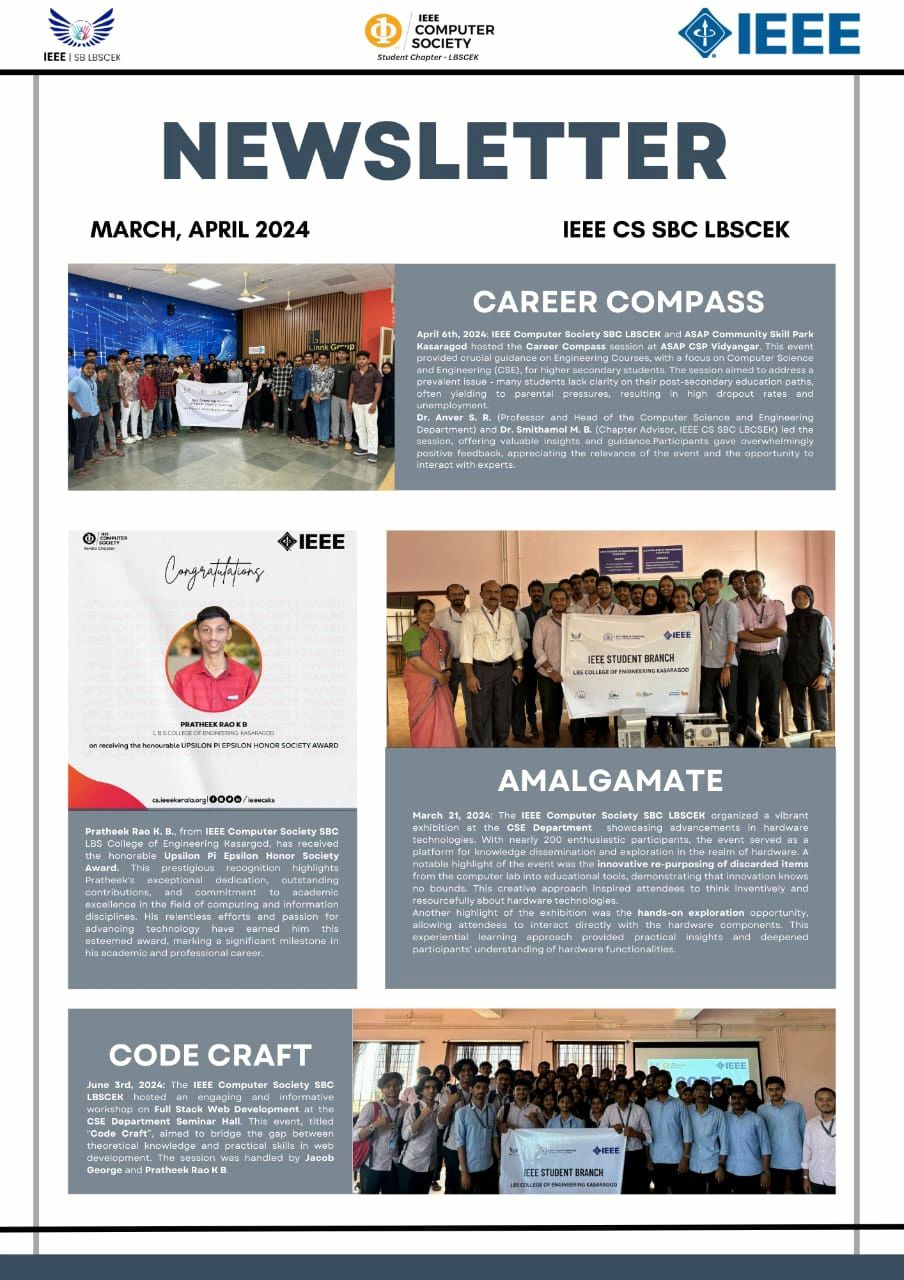 IEEE | SB LBSCEK
IEEE
COMPUTER
SOCIETY
Student Chapter - LBSCEK
IEEE
NEWSLETTER
MARCH, APRIL 2024
IEEE CS SBC LBSCEK
Linnk Group
CAREER COMPASS
April 6th, 2024: IEEE Computer Society SBC LBSCEK and ASAP Community Skill Park
Kasaragod hosted the Career Compass session at ASAP CSP Vidyangar. This event
provided crucial guidance on Engineering Courses, with a focus on Computer Science
and Engineering (CSE), for higher secondary students. The session aimed to address a
prevalent issue - many students lack clarity on their post-secondary education paths,
often yielding to parental pressures, resulting in high dropout rates and
unemployment.
Dr. Anver S. R. (Professor and Head of the Computer Science and Engineering
Department) and Dr. Smithamol M. B. (Chapter Advisor, IEEE CS SBC LBCSEK) led the
session, offering valuable insights and guidance.Participants gave overwhelmingly
positive feedback, appreciating the relevance of the event and the opportunity to
interact with experts.
IEEE
COMPUTER
SOCIETY
Kerala Chapter
IEEE
Congratulations
PRATHEEK RAO K B
L B S COLLEGE OF ENGINEERING, KASARAGOD
on receiving the honourable UPSILON PI EPSILON HONOR SOCIETY AWARD
cs.ieeekerala.org | /ieeecsks
Pratheek Rao K. B., from IEEE Computer Society SBC
LBS College of Engineering Kasargod, has received
the honorable Upsilon Pi Epsilon Honor Society
Award. This prestigious recognition highlights
Pratheek's exceptional dedication, outstanding
contributions, and commitment to academic
excellence in the field of computing and information
disciplines. His relentless efforts and passion for
advancing technology have earned him this
esteemed award, marking a significant milestone in
his academic and professional career.
IEEE
IEEE STUDENT BRANCH
LBS COLLEGE OF ENGINEERING KASARAGOD
AMALGAMATE
March 21, 2024: The IEEE Computer Society SBC LBSCEK organized a vibrant
exhibition at the CSE Department showcasing advancements in hardware
technologies. With nearly 200 enthusiastic participants, the event served as a
platform for knowledge dissemination and exploration in the realm of hardware. A
notable highlight of the event was the innovative re-purposing of discarded items
from the computer lab into educational tools, demonstrating that innovation knows
no bounds. This creative approach inspired attendees to think inventively and
resourcefully about hardware technologies.
Another highlight of the exhibition was the hands-on exploration opportunity,
allowing attendees to interact directly with the hardware components. This
experiential learning approach provided practical insights and deepened
participants' understanding of hardware functionalities.
CODE CRAFT
June 3rd, 2024: The IEEE Computer Society SBC
LBSCEK hosted an engaging and informative
workshop on Full Stack Web Development at the
CSE Department Seminar Hall. This event, titled
"Code Craft", aimed to bridge the gap between
theoretical knowledge and practical skills in web
development. The session was handled by Jacob
George and Pratheek Rao K B.
IEEE
CODE
IEEE
IEEE STUDENT BRANCH
LBS COLLEGE OF ENGINEERING KASARAGOD